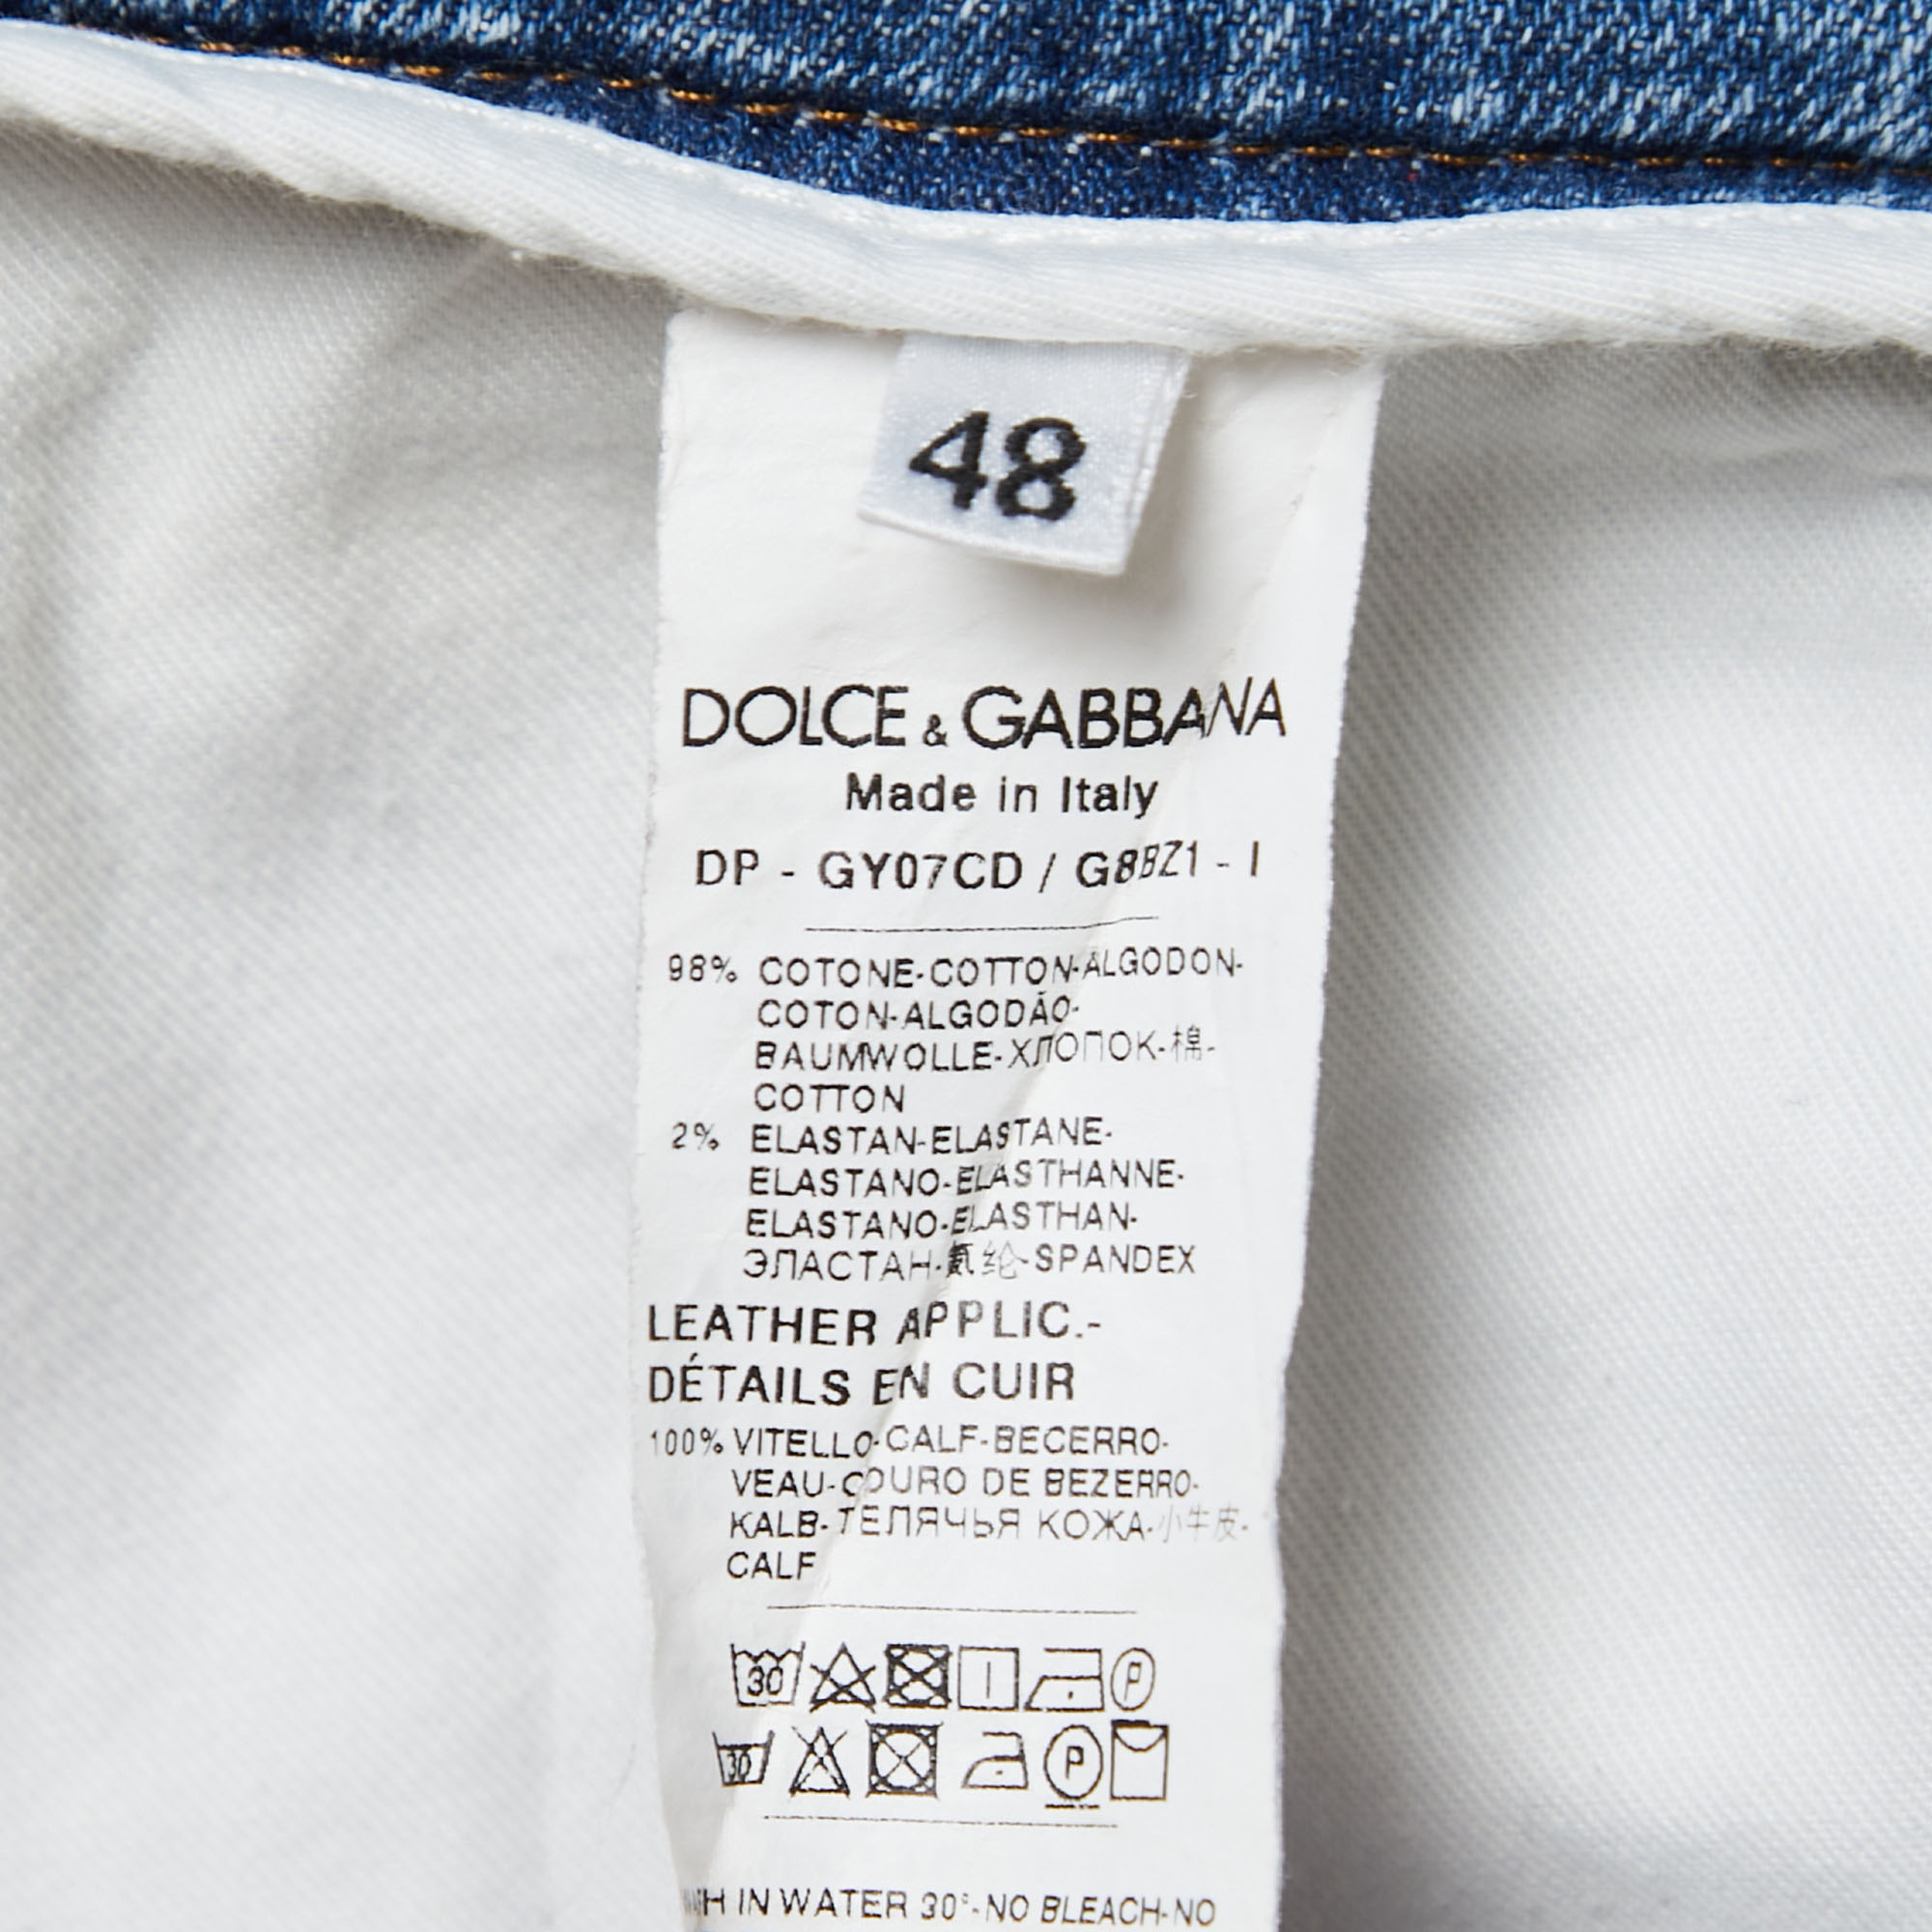 48
DOLCE & GABBANA
Made in Italy
DP - GY07CD / G8BZ1 - I
98% COTONE-COTTON-ALGODON-
COTON-ALGODÃO-
BAUMWOLLE-ХЛОПОК-棉-
COTTON
2% ELASTAN-ELASTANE-
ELASTANO-ELASTHANNE-
ELASTANO-ELASTHAN-
ЭЛАСТАН-氨纶-SPANDEX
LEATHER APPLIC.-
DÉTAILS EN CUIR
100% VITELLO-CALF-BECERRO-
VEAU-COURO DE BEZERRO-
KALB-ТЕЛЯЧЬЯ КОЖА-小牛皮-
CALF
30 P
30 P
IN WATER 30°-NO BLEACH-NO